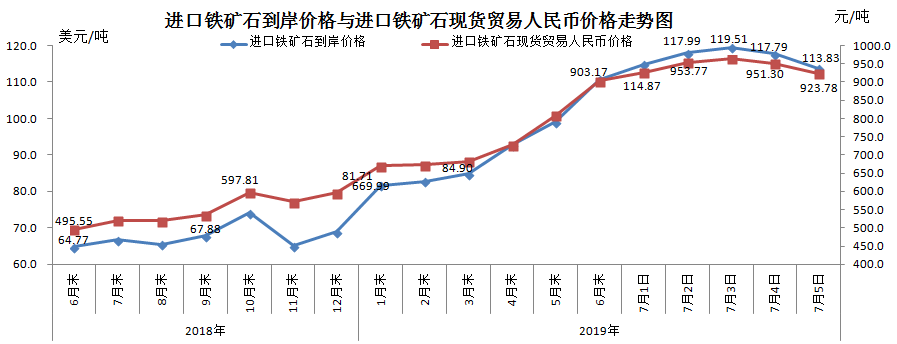 进口铁矿石到岸价格与进口铁矿石现货贸易人民币价格走势图
美元/吨
元/吨
进口铁矿石到岸价格
进口铁矿石现货贸易人民币价格
120.0
110.0
100.0
90.0
80.0
70.0
60.0
1000.0
950.0
900.0
850.0
800.0
750.0
700.0
650.0
600.0
550.0
500.0
450.0
400.0
495.55
64.77
67.88
597.81
81.71
669.99
84.90
903.17
114.87
117.99
953.77
119.51
117.79
951.30
113.83
923.78
6月末
7月末
8月末
9月末
10月末
11月末
12月末
1月末
2月末
3月末
4月末
5月末
6月末
7月1日
7月2日
7月3日
7月4日
7月5日
2018年
2019年